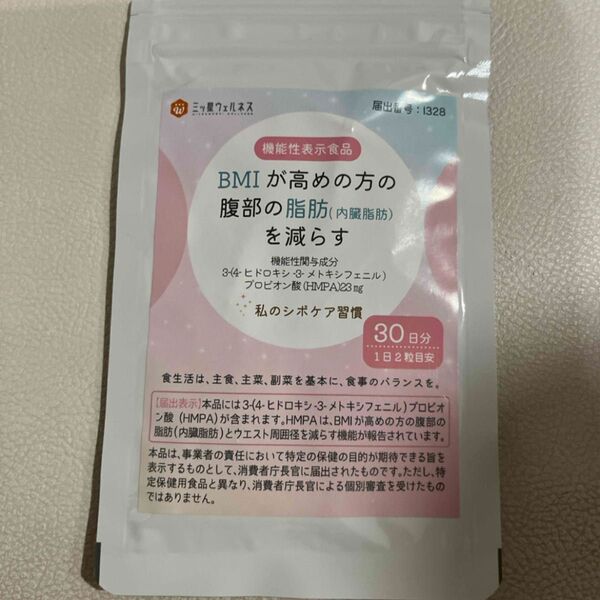 三ッ星ウェルネス
届出番号:I328
機能性表示食品
BMIが高めの方の
腹部の脂肪(内臓脂肪)
を減らす
機能性関与成分
3-(4-ヒドロキシ-3-メトキシフェニル)
プロピオン酸(HMPA)23mg
私のシボケア習慣
30日分
1日2粒目安
食生活は、主食、主菜、副菜を基本に、食事のバランスを。
【届出表示】本品には3-(4-ヒドロキシ-3-メトキシフェニル)プロピオ
ン酸(HMPA)が含まれます。HMPAは、BMIが高めの方の腹部の
脂肪(内臓脂肪)とウエスト周囲径を減らす機能が報告されています。
本品は、事業者の責任において特定の保健の目的が期待できる旨を
表示するものとして、消費者庁長官に届出されたものです。ただし、特
定保健用食品と異なり、消費者庁長官による個別審査を受けたもの
ではありません。